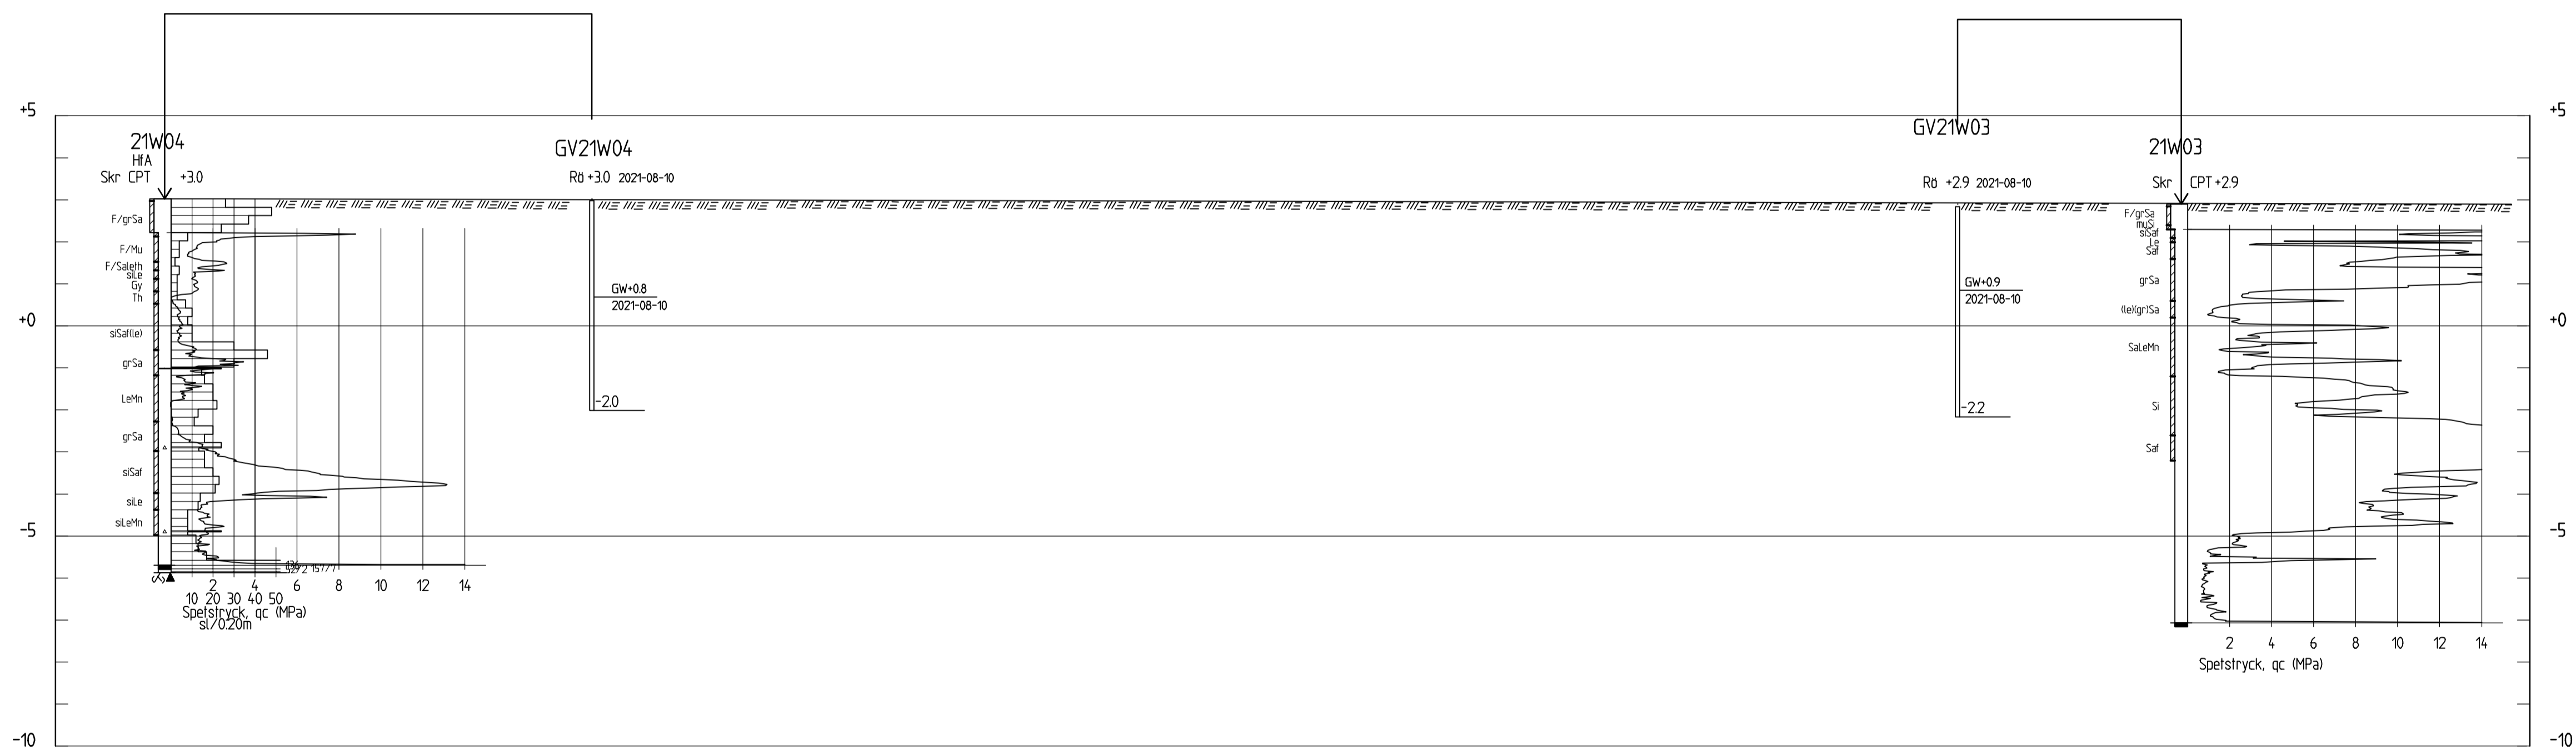 +5
+5
21W04
HfA
Skr CPT
+3.0
GV21W04
Rö +3.0 2021-08-10
GV21W03
Rö +2.9 2021-08-10
21W03
Skr
CPT +2.9
F/grSa
F/Mu
F/Saleth
siLe
Gy
Th
siSaf(le)
grSa
LeMn
grSa
siSaf
siLe
siLeMn
GW+0.8
2021-08-10
-2.0
GW+0.9
2021-08-10
-2.2
F/grSa
muSi
siSaf
Le
Saf
grSa
(le)(gr)Sa
SaLeMn
Si
Saf
+0
+0
-5
-5
2 4 6 8 10 12 14
10 20 30 40 50
Spetstryck, qc (MPa)
sl/0.20m
2 4 6 8 10 12 14
Spetstryck, qc (MPa)
-10
-10